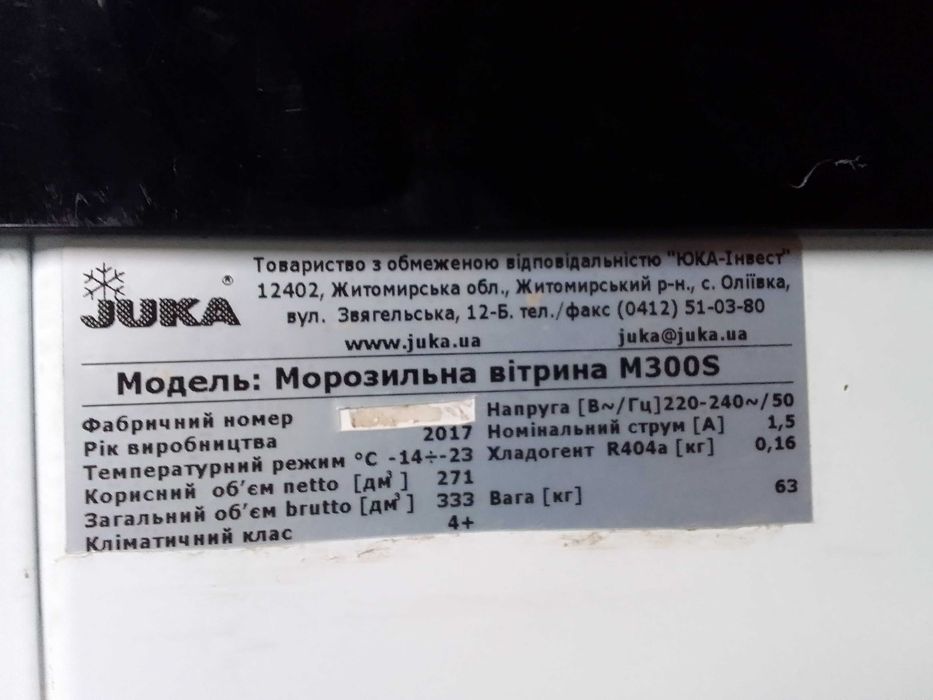 JUKA®
Товариство з обмеженою відповідальністю "ЮКА-Інвест"
12402, Житомирська обл., Житомирський р-н., с. Оліївка,
вул. Звягельська, 12-Б. тел./факс (0412) 51-03-80
www.juka.ua juka@juka.ua
Модель: Морозильна вітрина M300S
Фабричний номер
Рік виробництва 2017
Температурний режим °C -14÷-23
Корисний об'єм netto [дм³] 271
Загальний об'єм brutto [дм³] 333
Кліматичний клас 4+
Напруга [В~/Гц]220-240~/50
Номінальний струм [А] 1,5
Хладогент R404a [кг] 0,16
Вага [кг] 63